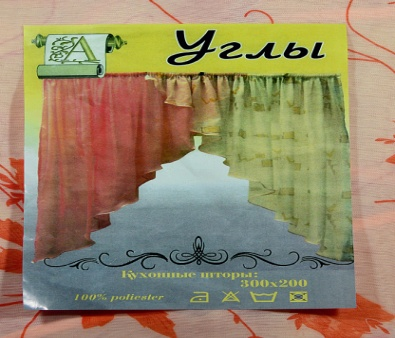 А
Углы
Кухонные шторы:
300x200
100% poliester